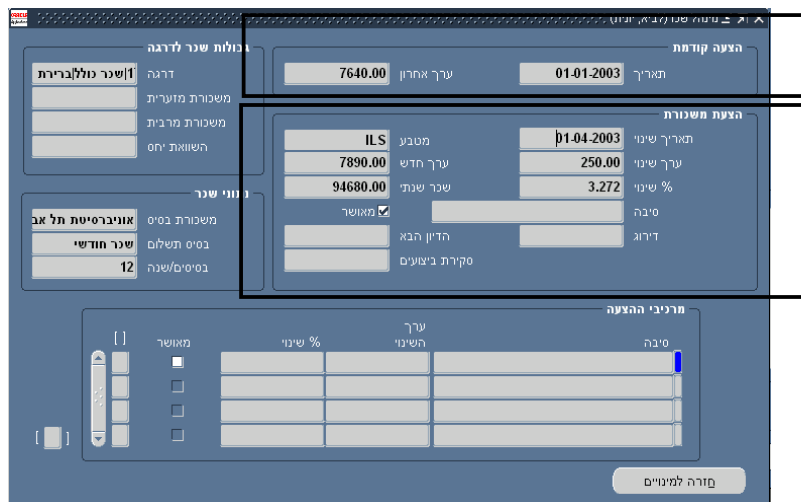 מינהל שכר (לביא, יונית)
הצעה קודמת
תאריך 01-01-2003 ערך אחרון 7640.00
הצעת משכורת
תאריך שינוי 01-04-2003 מטבע ILS
ערך שינוי 250.00 ערך חדש 7890.00
% שינוי 3.272 שכר שנתי 94680.00
סיבה מאושר
דירוג הדיון הבא
סקירת ביצועים
גבולות שכר לדרגה
דרגה 1|שכר כולל|ברירת
משכורת מזערית
משכורת מרבית
השוואת יחס
נתוני שכר
משכורת בסיס אוניברסיטת תל אב
בסיס תשלום שכר חודשי
בסיסים/שנה 12
מרכיבי ההצעה
סיבה ערך השינוי % שינוי מאושר [ ]
[ ]
חזרה למינויים